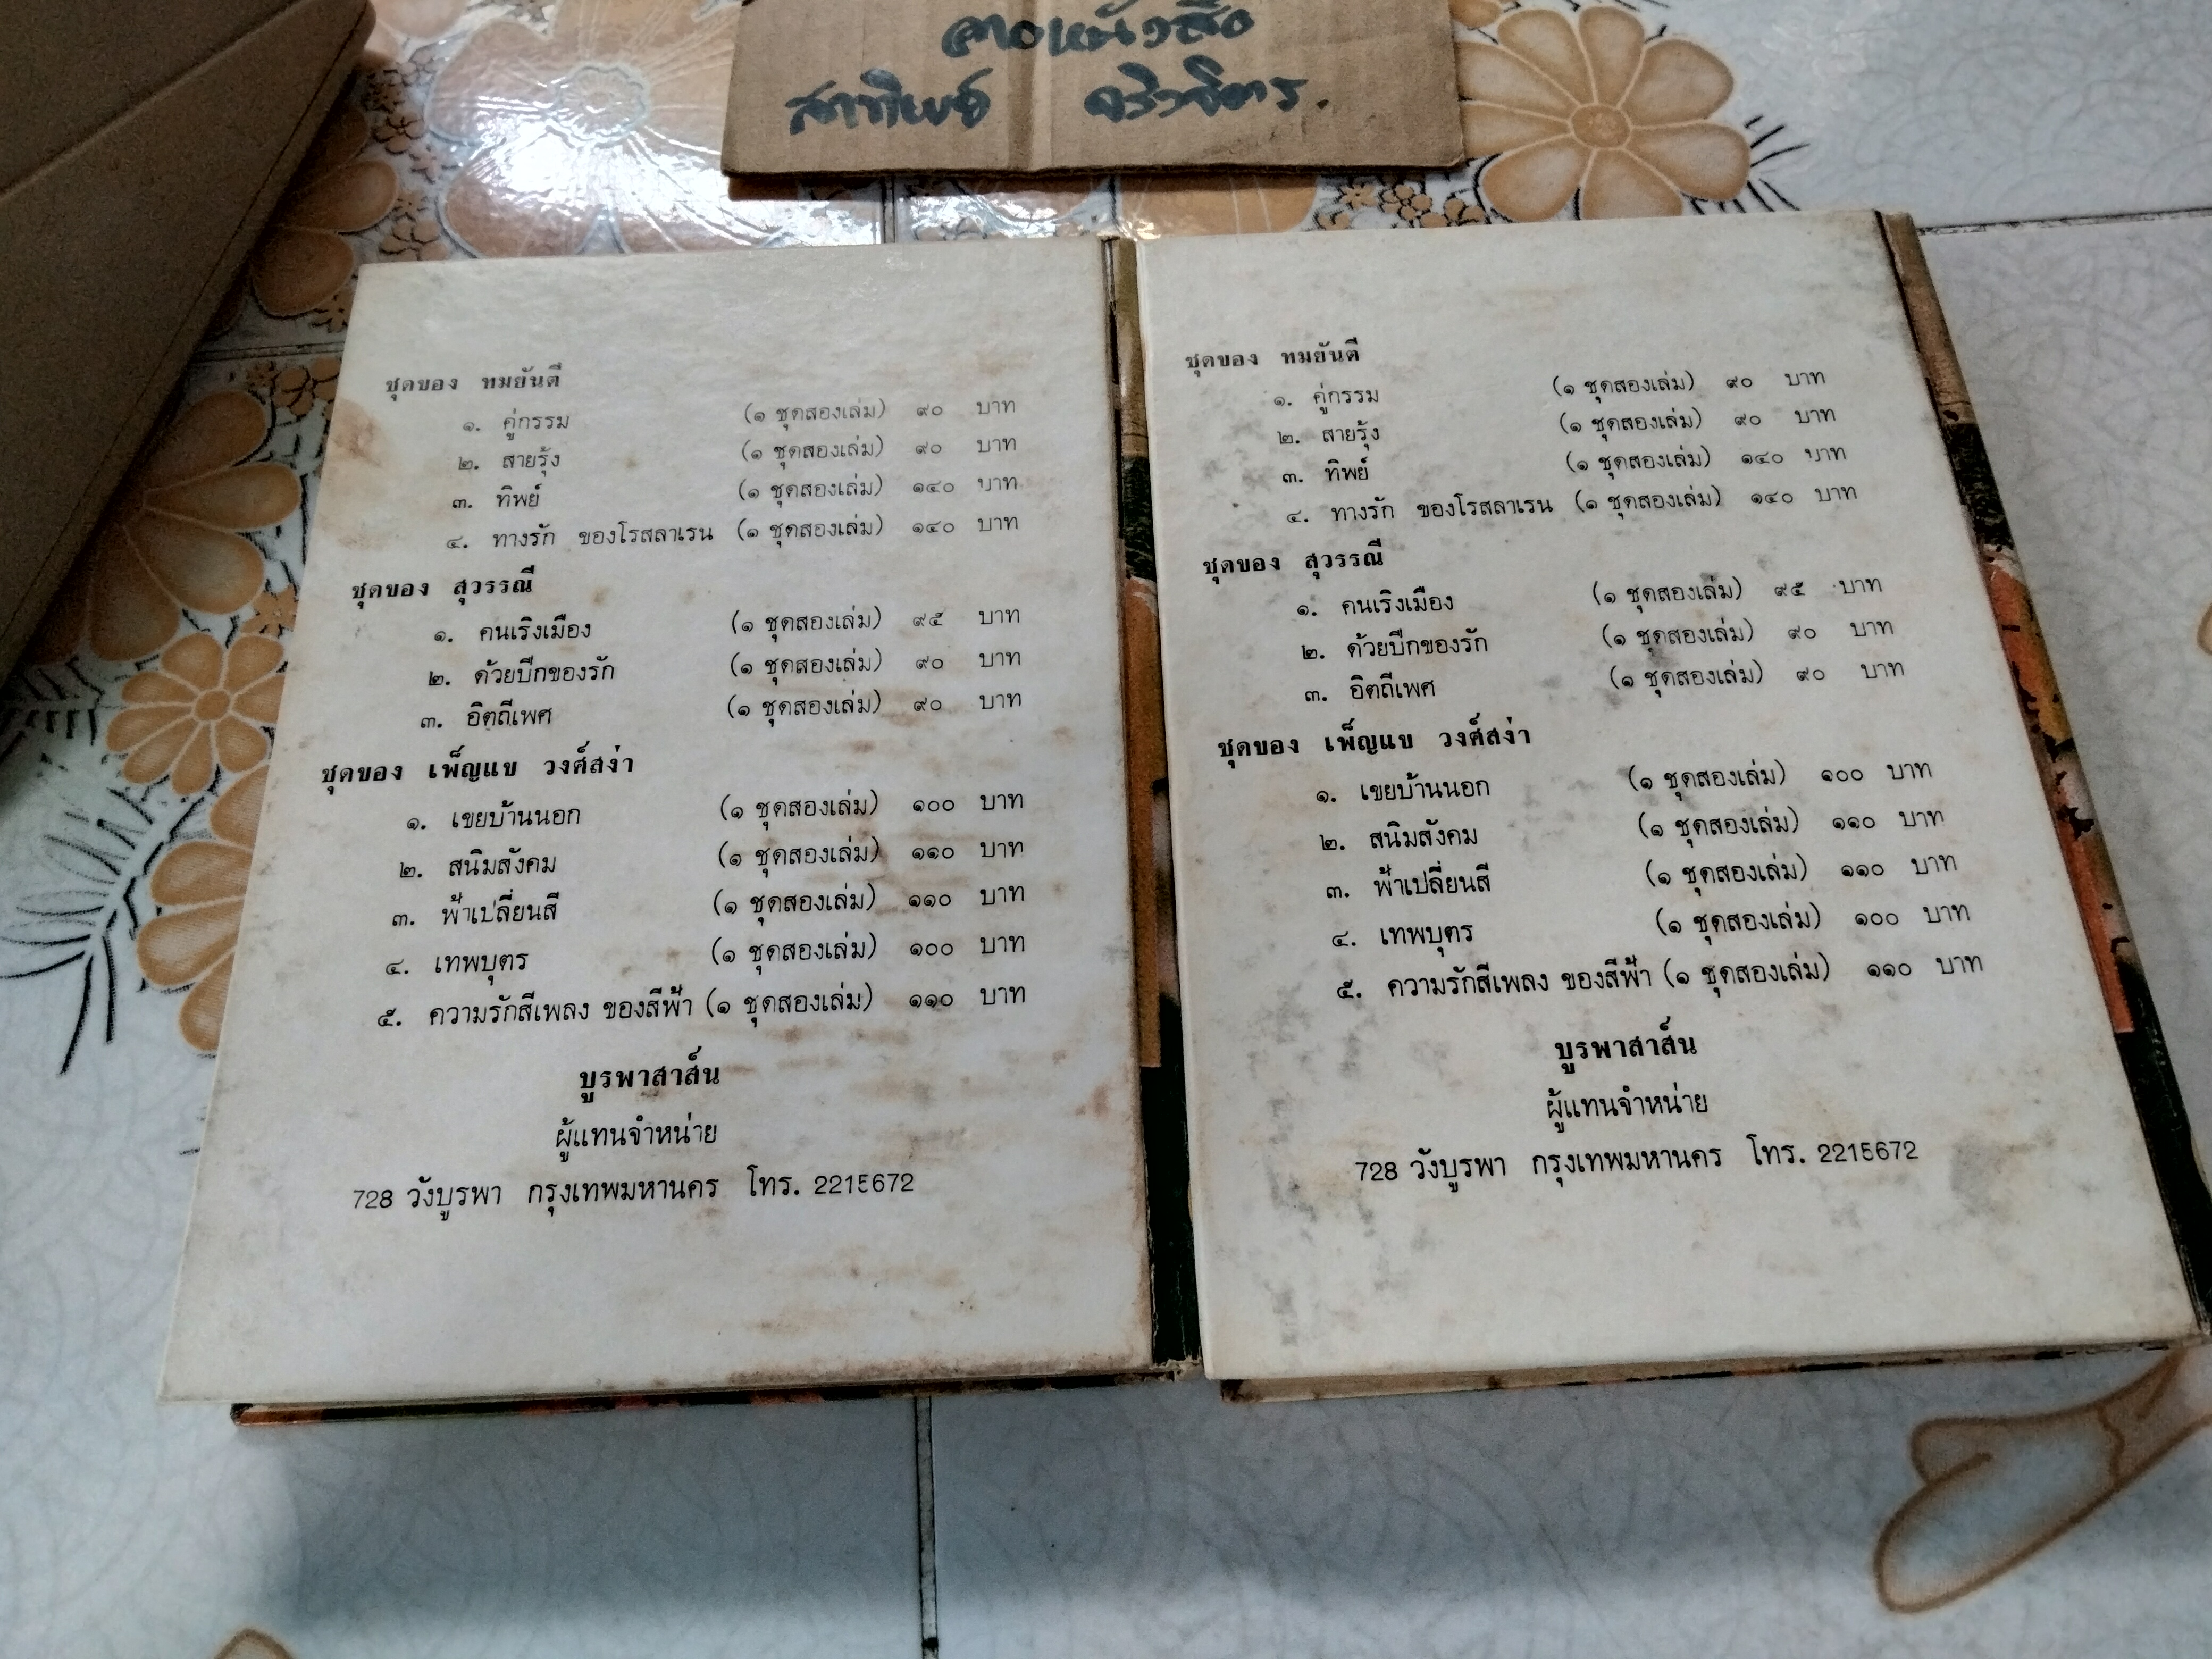 ชุดของ ทมยันตี
๑. คู่กรรม (๑ ชุดสองเล่ม) ๙๐ บาท
๒. สายรุ้ง (๑ ชุดสองเล่ม) ๙๐ บาท
๓. ทิพย์ (๑ ชุดสองเล่ม) ๑๔๐ บาท
๔. ทางรัก ของโรสลาเรน (๑ ชุดสองเล่ม) ๑๔๐ บาท
ชุดของ สุวรรณี
๑. คนเริงเมือง (๑ ชุดสองเล่ม) ๙๕ บาท
๒. ด้วยปีกของรัก (๑ ชุดสองเล่ม) ๙๐ บาท
๓. อิตถีเพศ (๑ ชุดสองเล่ม) ๙๐ บาท
ชุดของ เพ็ญแข วงศ์สง่า
๑. เขยบ้านนอก (๑ ชุดสองเล่ม) ๑๐๐ บาท
๒. สนิมสังคม (๑ ชุดสองเล่ม) ๑๑๐ บาท
๓. ฟ้าเปลี่ยนสี (๑ ชุดสองเล่ม) ๑๑๐ บาท
๔. เทพบุตร (๑ ชุดสองเล่ม) ๑๐๐ บาท
๕. ความรักสีเพลง ของสีฟ้า (๑ ชุดสองเล่ม) ๑๑๐ บาท
บูรพาสาส์น
ผู้แทนจำหน่าย
728 วังบูรพา กรุงเทพมหานคร โทร. 2215672
ชุดของ ทมยันตี
๑. คู่กรรม (๑ ชุดสองเล่ม) ๙๐ บาท
๒. สายรุ้ง (๑ ชุดสองเล่ม) ๙๐ บาท
๓. ทิพย์ (๑ ชุดสองเล่ม) ๑๔๐ บาท
๔. ทางรัก ของโรสลาเรน (๑ ชุดสองเล่ม) ๑๔๐ บาท
ชุดของ สุวรรณี
๑. คนเริงเมือง (๑ ชุดสองเล่ม) ๙๕ บาท
๒. ด้วยปีกของรัก (๑ ชุดสองเล่ม) ๙๐ บาท
๓. อิตถีเพศ (๑ ชุดสองเล่ม) ๙๐ บาท
ชุดของ เพ็ญแข วงศ์สง่า
๑. เขยบ้านนอก (๑ ชุดสองเล่ม) ๑๐๐ บาท
๒. สนิมสังคม (๑ ชุดสองเล่ม) ๑๑๐ บาท
๓. ฟ้าเปลี่ยนสี (๑ ชุดสองเล่ม) ๑๑๐ บาท
๔. เทพบุตร (๑ ชุดสองเล่ม) ๑๐๐ บาท
๕. ความรักสีเพลง ของสีฟ้า (๑ ชุดสองเล่ม) ๑๑๐ บาท
บูรพาสาส์น
ผู้แทนจำหน่าย
728 วังบูรพา กรุงเทพมหานคร โทร. 2215672